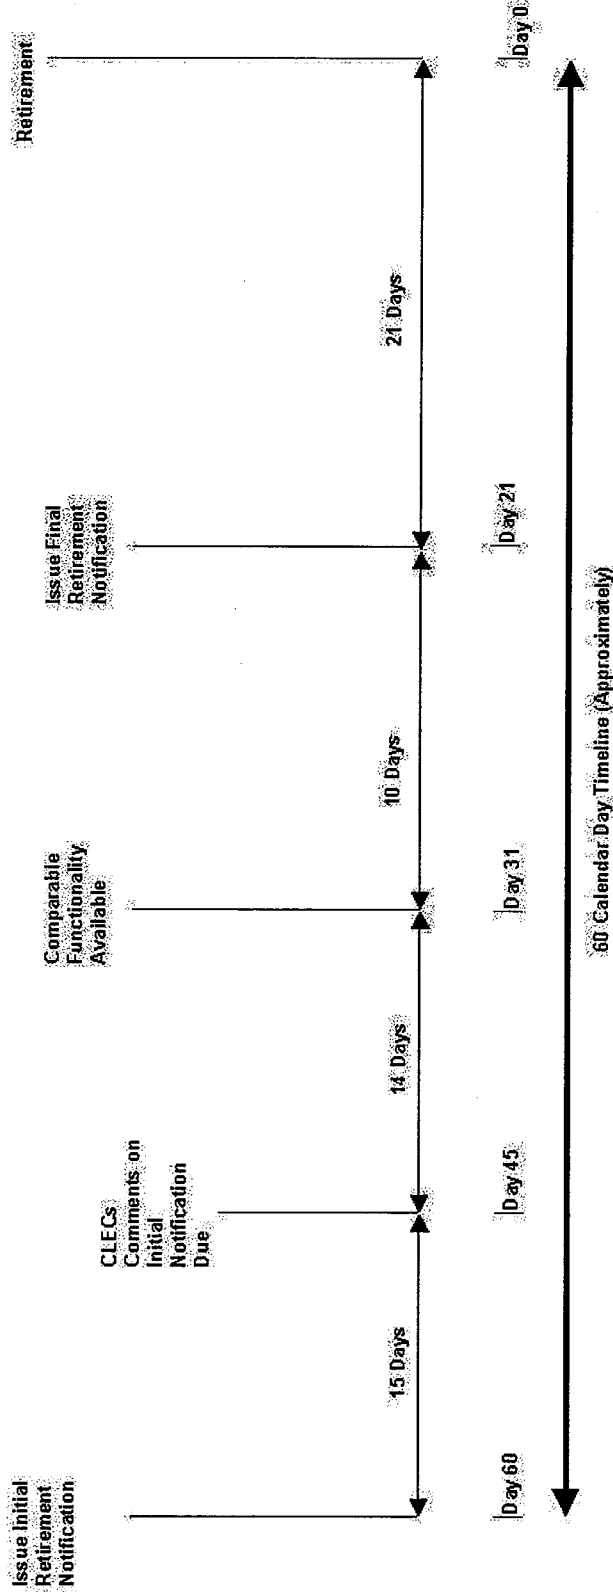 Issue Initial
Retirement
Notification
CLECs
Comments on
Initial
Notification
Due
Comparable
Functionality
Available
Issue Final
Retirement
Notification
Retirement
15 Days
14 Days
10 Days
21 Days
Day 60
Day 45
Day 31
Day 21
Day 0
60 Calendar Day Timeline (Approximately)